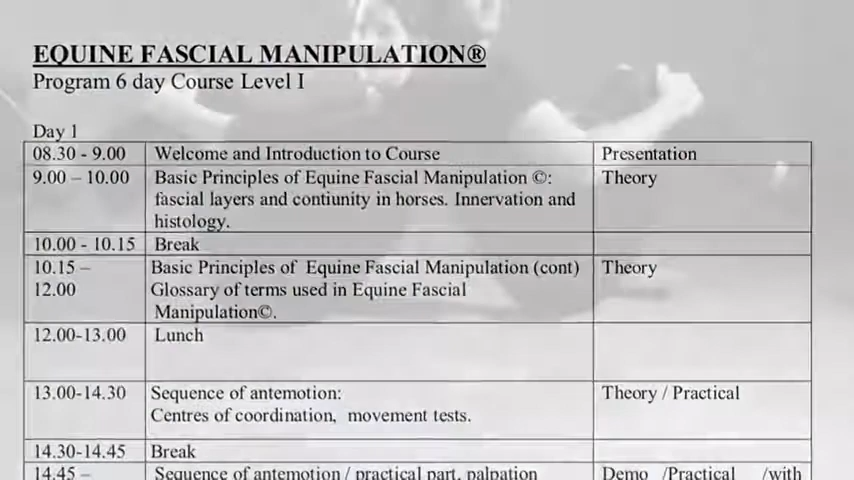 EQUINE FASCIAL MANIPULATION®
Program 6 day Course Level I
Day 1
08.30 - 9.00 Welcome and Introduction to Course Presentation
9.00 – 10.00 Basic Principles of Equine Fascial Manipulation ©: Theory
fascial layers and contiunity in horses. Innervation and
histology.
10.00 - 10.15 Break
10.15 – Basic Principles of Equine Fascial Manipulation (cont) Theory
12.00 Glossary of terms used in Equine Fascial
Manipulation©.
12.00-13.00 Lunch
13.00-14.30 Sequence of antemotion: Theory / Practical
Centres of coordination, movement tests.
14.30-14.45 Break
14.45 – Sequence of antemotion / practical part, palpation Demo /Practical /with